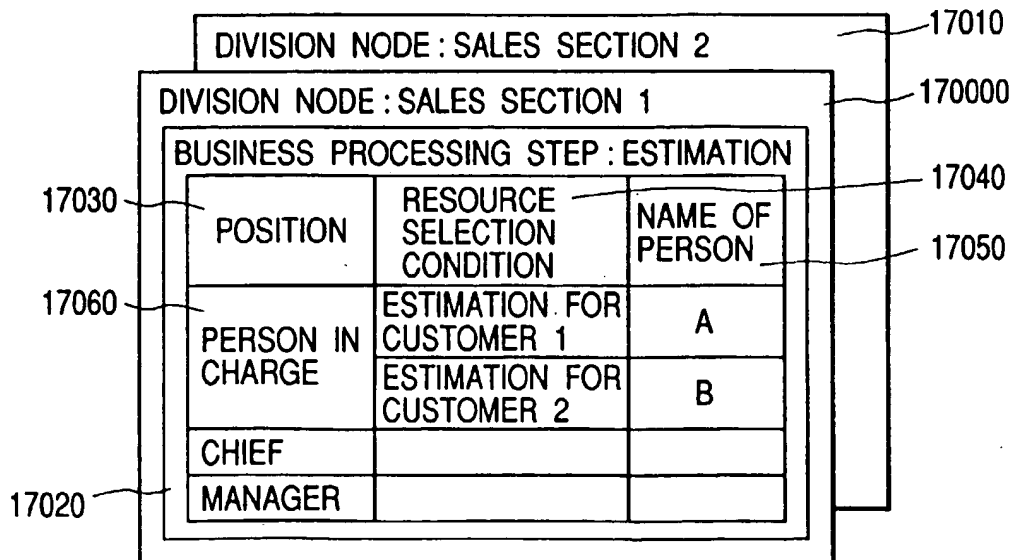 17010
DIVISION NODE : SALES SECTION 2
170000
DIVISION NODE : SALES SECTION 1
BUSINESS PROCESSING STEP : ESTIMATION
17030
17040
POSITION
RESOURCE
SELECTION
CONDITION
NAME OF
PERSON
17050
17060
PERSON IN
CHARGE
ESTIMATION FOR
CUSTOMER 1
A
ESTIMATION FOR
CUSTOMER 2
B
CHIEF
MANAGER
17020